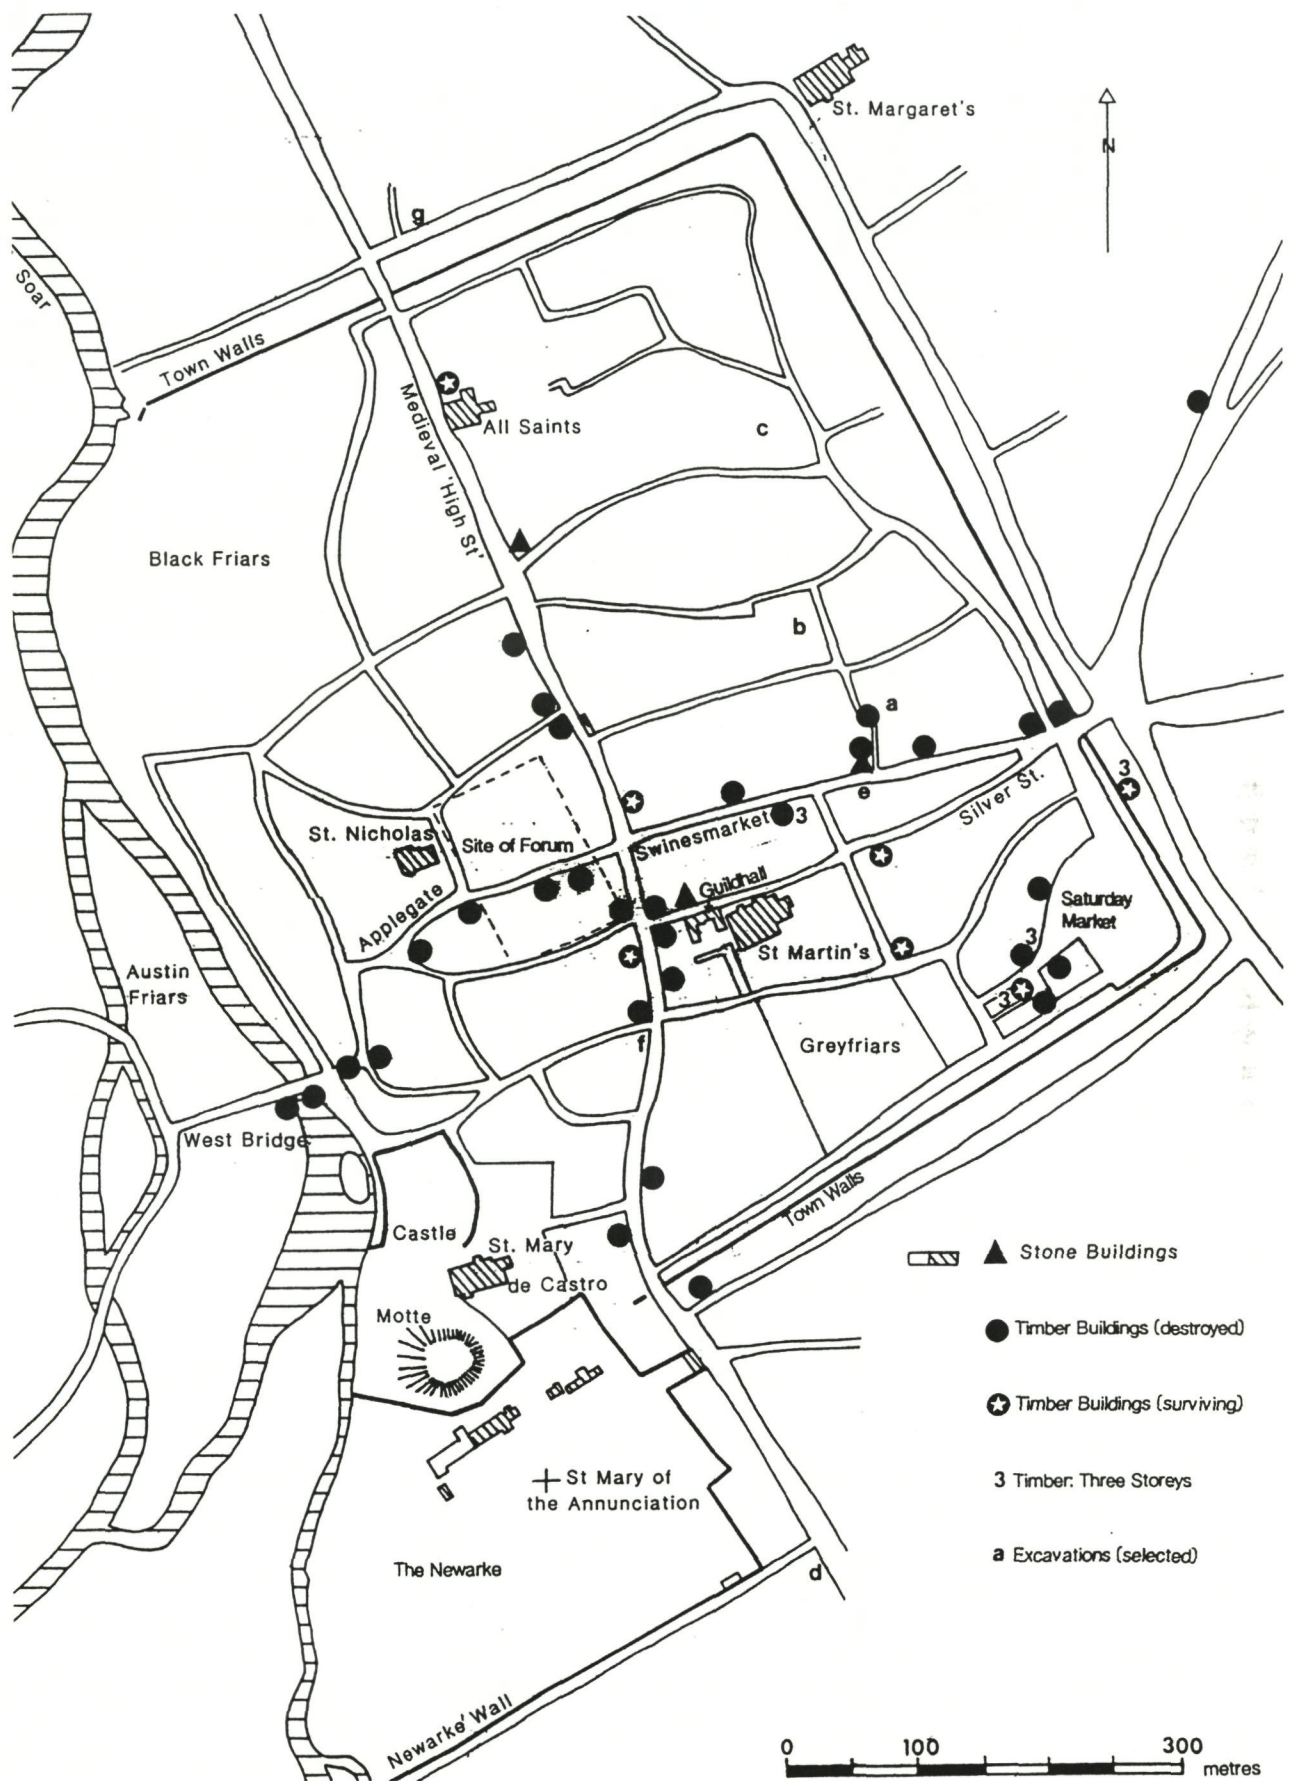 St. Margaret's
N
g
Soar
Town Walls
Medieval 'High St'
All Saints
c
Black Friars
b
a
3
e
Silver St.
3
St. Nicholas
Site of Forum
Swinesmarket
Guildhall
Applegate
Saturday
Market
St Martin's
3
Austin
Friars
3
Greyfriars
f
West Bridge
Town Walls
Castle
St. Mary
de Castro
Stone Buildings
Motte
Timber Buildings (destroyed)
Timber Buildings (surviving)
St Mary of
the Annunciation
3 Timber: Three Storeys
a Excavations (selected)
The Newarke
d
Newarke Wall
0 100 300
metres